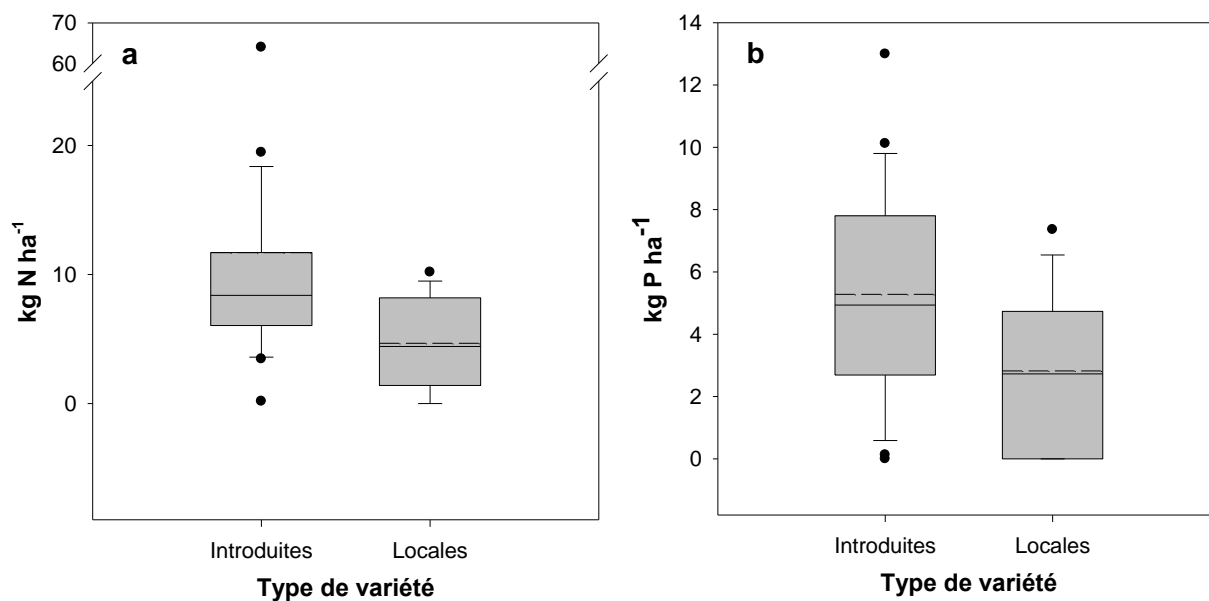 a
70
60
20
10
0
kg N ha-1
Introduites Locales
Type de variété
b
14
12
10
8
6
4
2
0
kg P ha-1
Introduites Locales
Type de variété